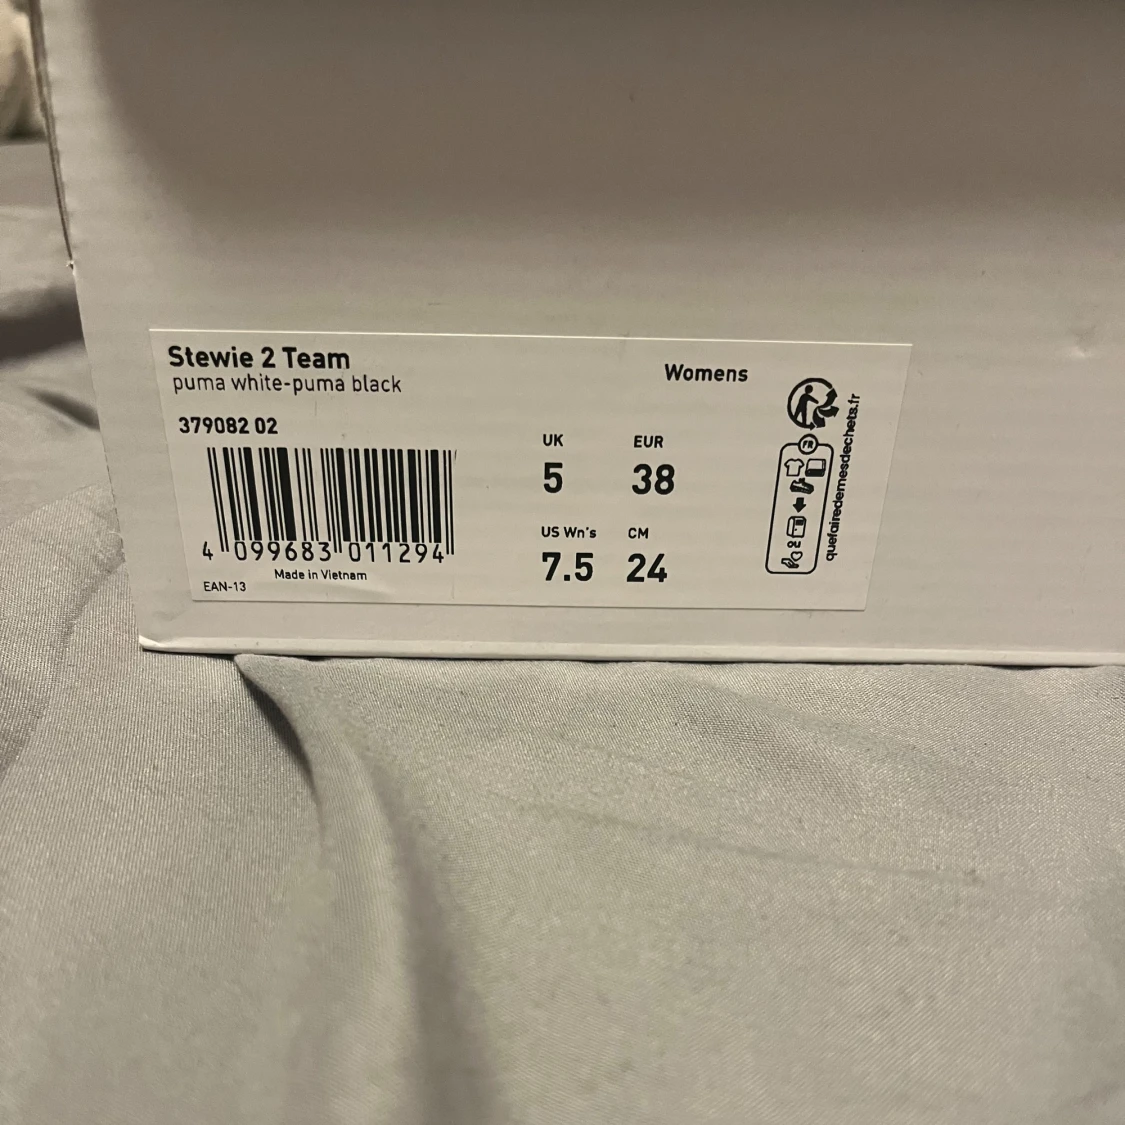 Stewie 2 Team
puma white-puma black
Womens
379082 02
4 099683 011294
Made in Vietnam
EAN-13
UK EUR
5 38
US Wn's CM
7.5 24
FR
quefairedemesdechets.fr